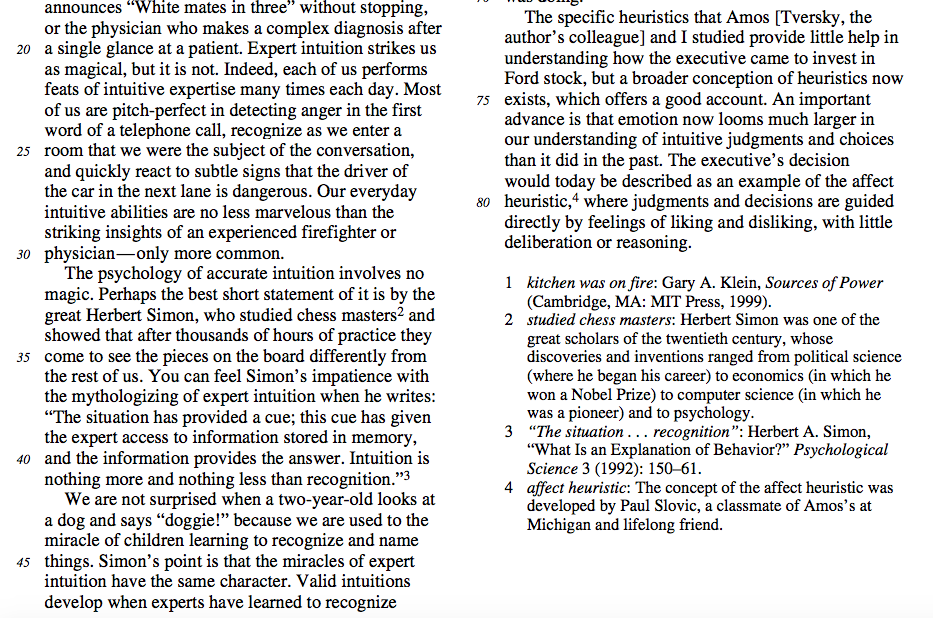 announces “White mates in three” without stopping,
or the physician who makes a complex diagnosis after
20 a single glance at a patient. Expert intuition strikes us
as magical, but it is not. Indeed, each of us performs
feats of intuitive expertise many times each day. Most
of us are pitch-perfect in detecting anger in the first
word of a telephone call, recognize as we enter a
25 room that we were the subject of the conversation,
and quickly react to subtle signs that the driver of
the car in the next lane is dangerous. Our everyday
intuitive abilities are no less marvelous than the
striking insights of an experienced firefighter or
30 physician—only more common.
The psychology of accurate intuition involves no
magic. Perhaps the best short statement of it is by the
great Herbert Simon, who studied chess masters2 and
showed that after thousands of hours of practice they
35 come to see the pieces on the board differently from
the rest of us. You can feel Simon’s impatience with
the mythologizing of expert intuition when he writes:
“The situation has provided a cue; this cue has given
the expert access to information stored in memory,
40 and the information provides the answer. Intuition is
nothing more and nothing less than recognition.”3
We are not surprised when a two-year-old looks at
a dog and says “doggie!” because we are used to the
miracle of children learning to recognize and name
45 things. Simon’s point is that the miracles of expert
intuition have the same character. Valid intuitions
develop when experts have learned to recognize
The specific heuristics that Amos [Tversky, the
author’s colleague] and I studied provide little help in
understanding how the executive came to invest in
Ford stock, but a broader conception of heuristics now
75 exists, which offers a good account. An important
advance is that emotion now looms much larger in
our understanding of intuitive judgments and choices
than it did in the past. The executive’s decision
would today be described as an example of the affect
80 heuristic,4 where judgments and decisions are guided
directly by feelings of liking and disliking, with little
deliberation or reasoning.
1 kitchen was on fire: Gary A. Klein, Sources of Power
(Cambridge, MA: MIT Press, 1999).
2 studied chess masters: Herbert Simon was one of the
great scholars of the twentieth century, whose
discoveries and inventions ranged from political science
(where he began his career) to economics (in which he
won a Nobel Prize) to computer science (in which he
was a pioneer) and to psychology.
3 “The situation . . . recognition”: Herbert A. Simon,
“What Is an Explanation of Behavior?” Psychological
Science 3 (1992): 150–61.
4 affect heuristic: The concept of the affect heuristic was
developed by Paul Slovic, a classmate of Amos’s at
Michigan and lifelong friend.